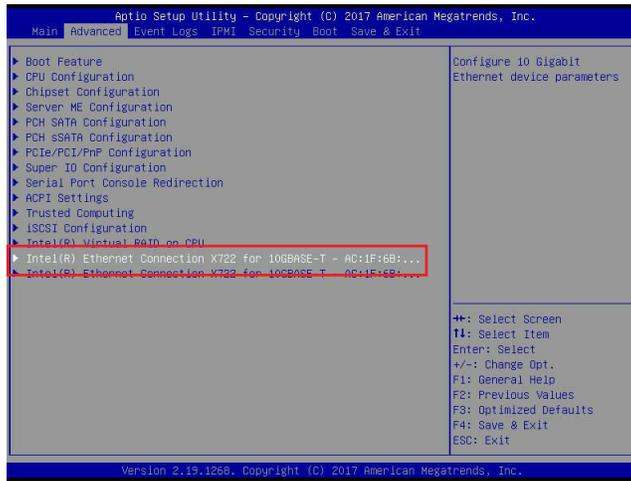 Aptio Setup Utility – Copyright (C) 2017 American Megatrends, Inc.
Main Advanced Event Logs IPMI Security Boot Save & Exit
Boot Feature
CPU Configuration
Chipset Configuration
Server ME Configuration
PCH SATA Configuration
PCH sSATA Configuration
PCIe/PCI/PnP Configuration
Super IO Configuration
Serial Port Console Redirection
ACPI Settings
Trusted Computing
iSCSI Configuration
Intel(R) Virtual RAID on CPU
Intel(R) Ethernet Connection X722 for 10GBASE-T - AC:1F:6B:...
Intel(R) Ethernet Connection X722 for 10GBASE-T - AC:1F:6B:...
Configure 10 Gigabit
Ethernet device parameters
→←: Select Screen
↑↓: Select Item
Enter: Select
+/-: Change Opt.
F1: General Help
F2: Previous Values
F3: Optimized Defaults
F4: Save & Exit
ESC: Exit
Version 2.19.1268. Copyright (C) 2017 American Megatrends, Inc.